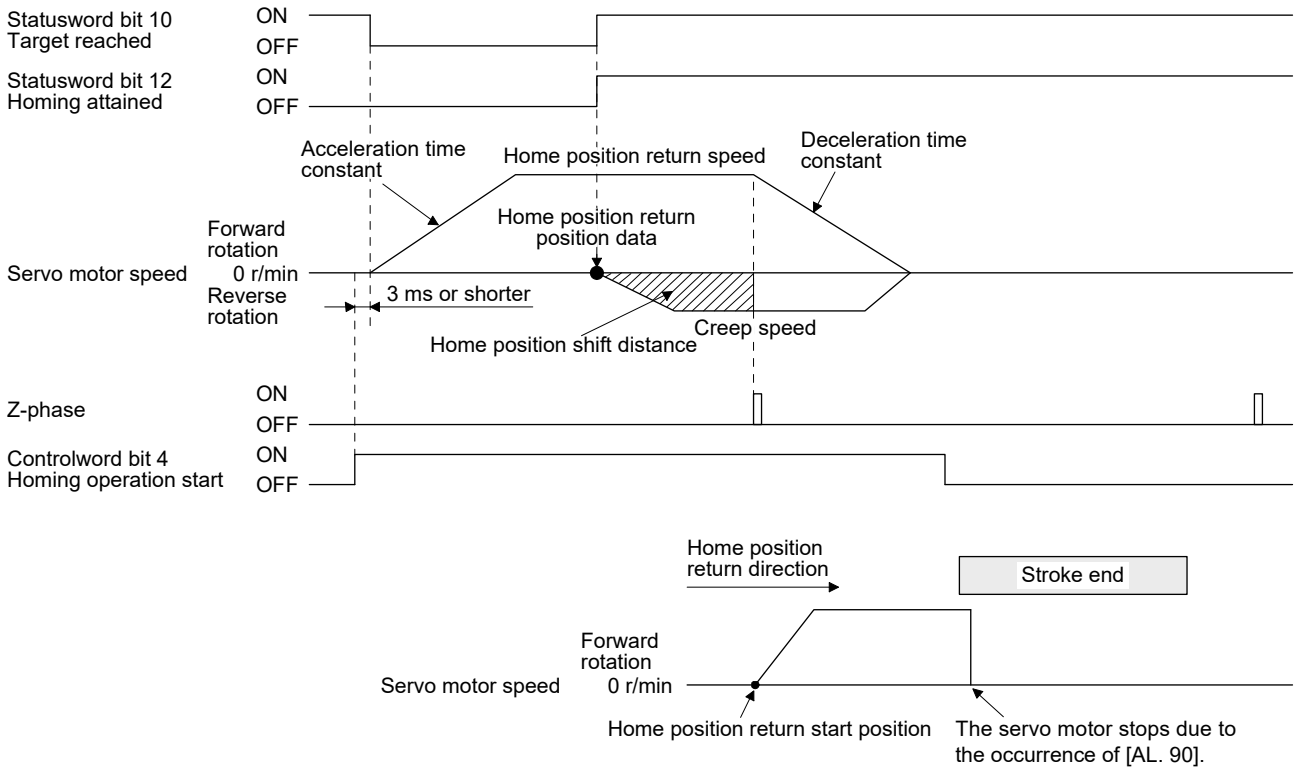 Statusword bit 10
Target reached
ON
OFF
Statusword bit 12
Homing attained
ON
OFF
Acceleration time
constant
Home position return speed
Deceleration time
constant
Home position return
position data
Forward
rotation
Servo motor speed
0 r/min
Reverse
rotation
3 ms or shorter
Creep speed
Home position shift distance
Z-phase
ON
OFF
Controlword bit 4
Homing operation start
ON
OFF
Home position
return direction
Stroke end
Forward
rotation
Servo motor speed
0 r/min
Home position return start position
The servo motor stops due to
the occurrence of [AL. 90].